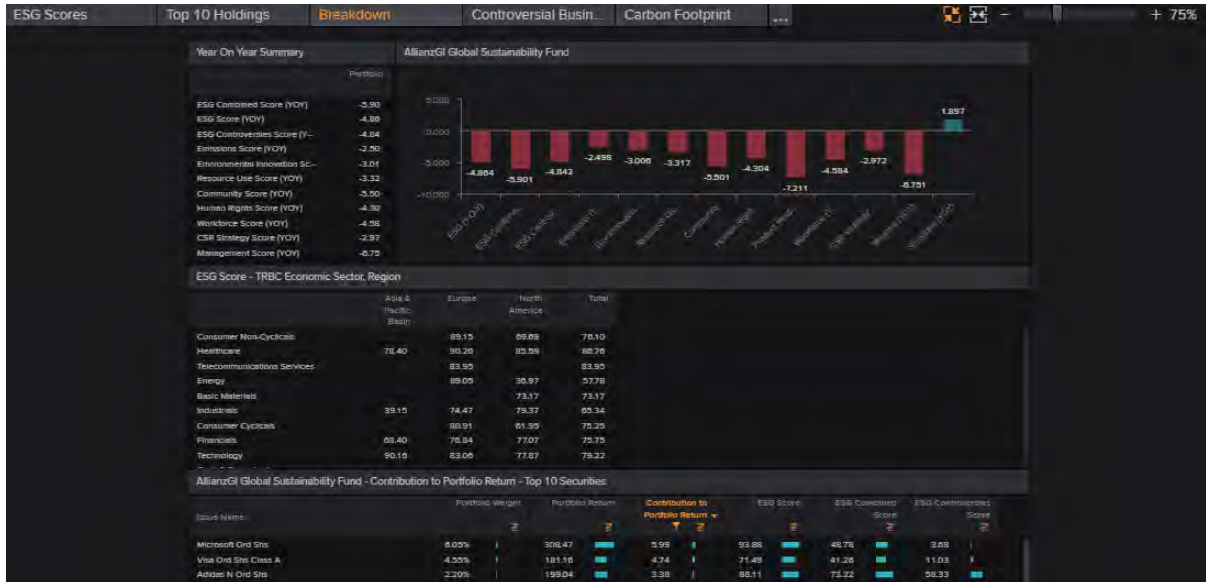 ESG Scores Top 10 Holdings Breakdown Controversial Busin... Carbon Footprint ... − + 75%
Year On Year Summary AllianzGI Global Sustainability Fund
Portfolio
ESG Combined Score (YOY) -5.90
ESG Score (YOY) -4.86
ESG Controversies Score (Y... -4.84
Emissions Score (YOY) -2.50
Environmental Innovation Sc... -3.01
Resource Use Score (YOY) -3.32
Community Score (YOY) -5.50
Human Rights Score (YOY) -4.30
Workforce Score (YOY) -4.58
CSR Strategy Score (YOY) -2.97
Management Score (YOY) -6.75
5.000
0.000
-5.000
-10.000
-4.864 -5.901 -4.842 -2.498 -3.006 -3.317 -5.501 -4.304 -7.211 -4.584 -2.972 -6.751 1.897
ESG (YOY)
ESG Score - TRBC Economic Sector, Region
Asia & Pacific Basin Europe North America Total
Consumer Non-Cyclicals 89.15 69.69 76.10
Healthcare 78.40 90.26 85.59 86.76
Telecommunications Services 83.95 83.95
Energy 89.05 36.97 57.78
Basic Materials 73.17 73.17
Industrials 39.15 74.47 79.37 65.34
Consumer Cyclicals 80.91 61.95 75.25
Financials 68.40 76.84 77.07 75.75
Technology 90.16 83.06 77.87 79.22
AllianzGI Global Sustainability Fund - Contribution to Portfolio Return - Top 10 Securities
Issue Name Portfolio Weight Portfolio Return Contribution to Portfolio Return ESG Score ESG Combined Score ESG Controversies Score
Microsoft Ord Shs 6.05% 308.47 5.99 93.88 48.78 3.68
Visa Ord Shs Class A 4.55% 181.16 4.74 71.49 41.26 11.03
Adidas N Ord Shs 2.20% 199.04 3.38 88.11 73.22 58.33